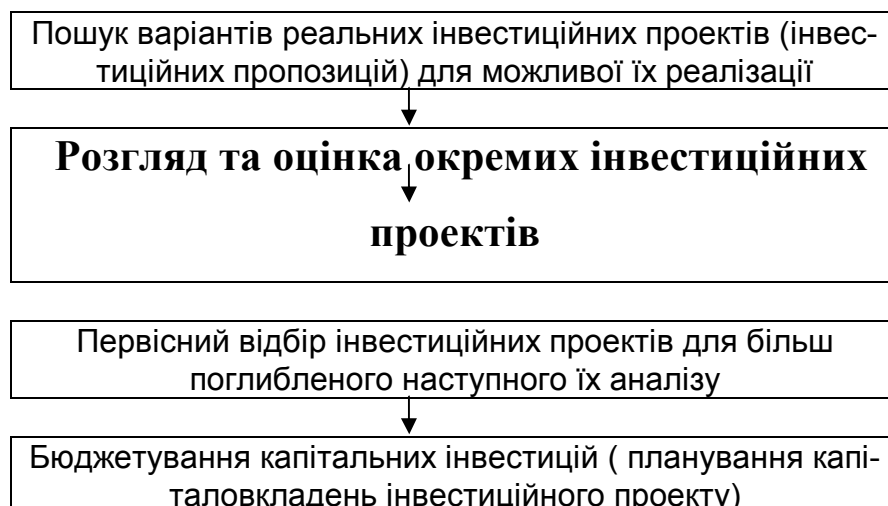 Пошук варіантів реальних інвестиційних проектів (інвес-
тиційних пропозицій) для можливої їх реалізації
Розгляд та оцінка окремих інвестиційних
проектів
Первісний відбір інвестиційних проектів для більш
поглибленого наступного їх аналізу
Бюджетування капітальних інвестицій ( планування капі-
таловкладень інвестиційного проекту)